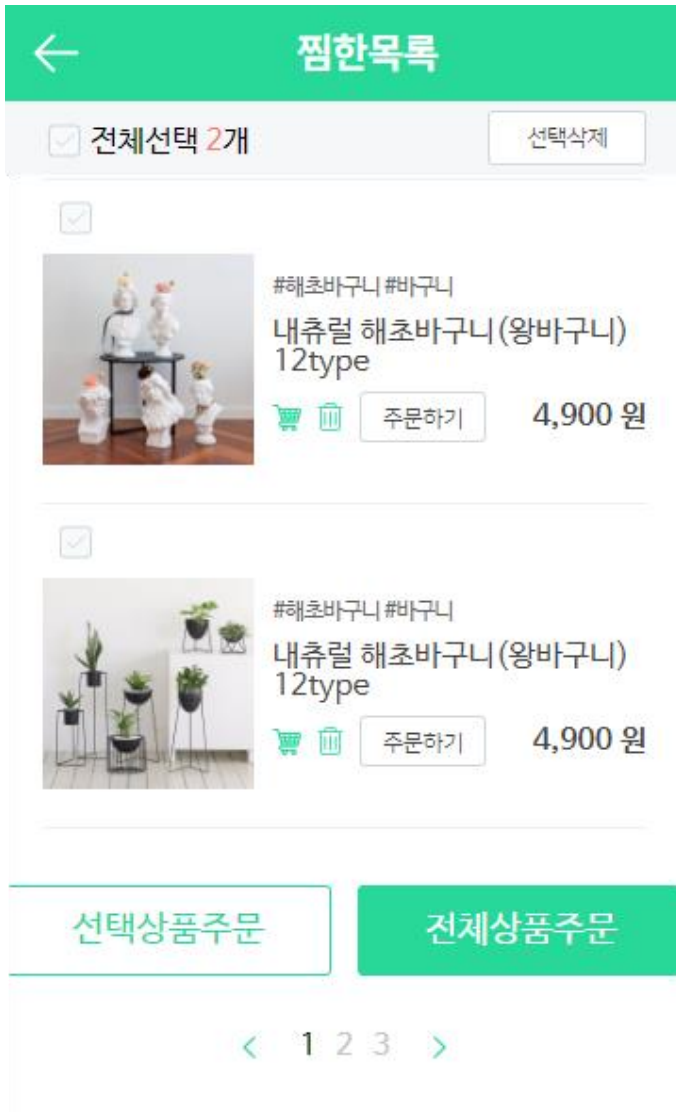 찜한목록
전체선택 2개
선택삭제
#해초바구니 #바구니
내츄럴 해초바구니(왕바구니)
12type
주문하기
4,900 원
#해초바구니 #바구니
내츄럴 해초바구니(왕바구니)
12type
주문하기
4,900 원
선택상품주문
전체상품주문
< 1 2 3 >